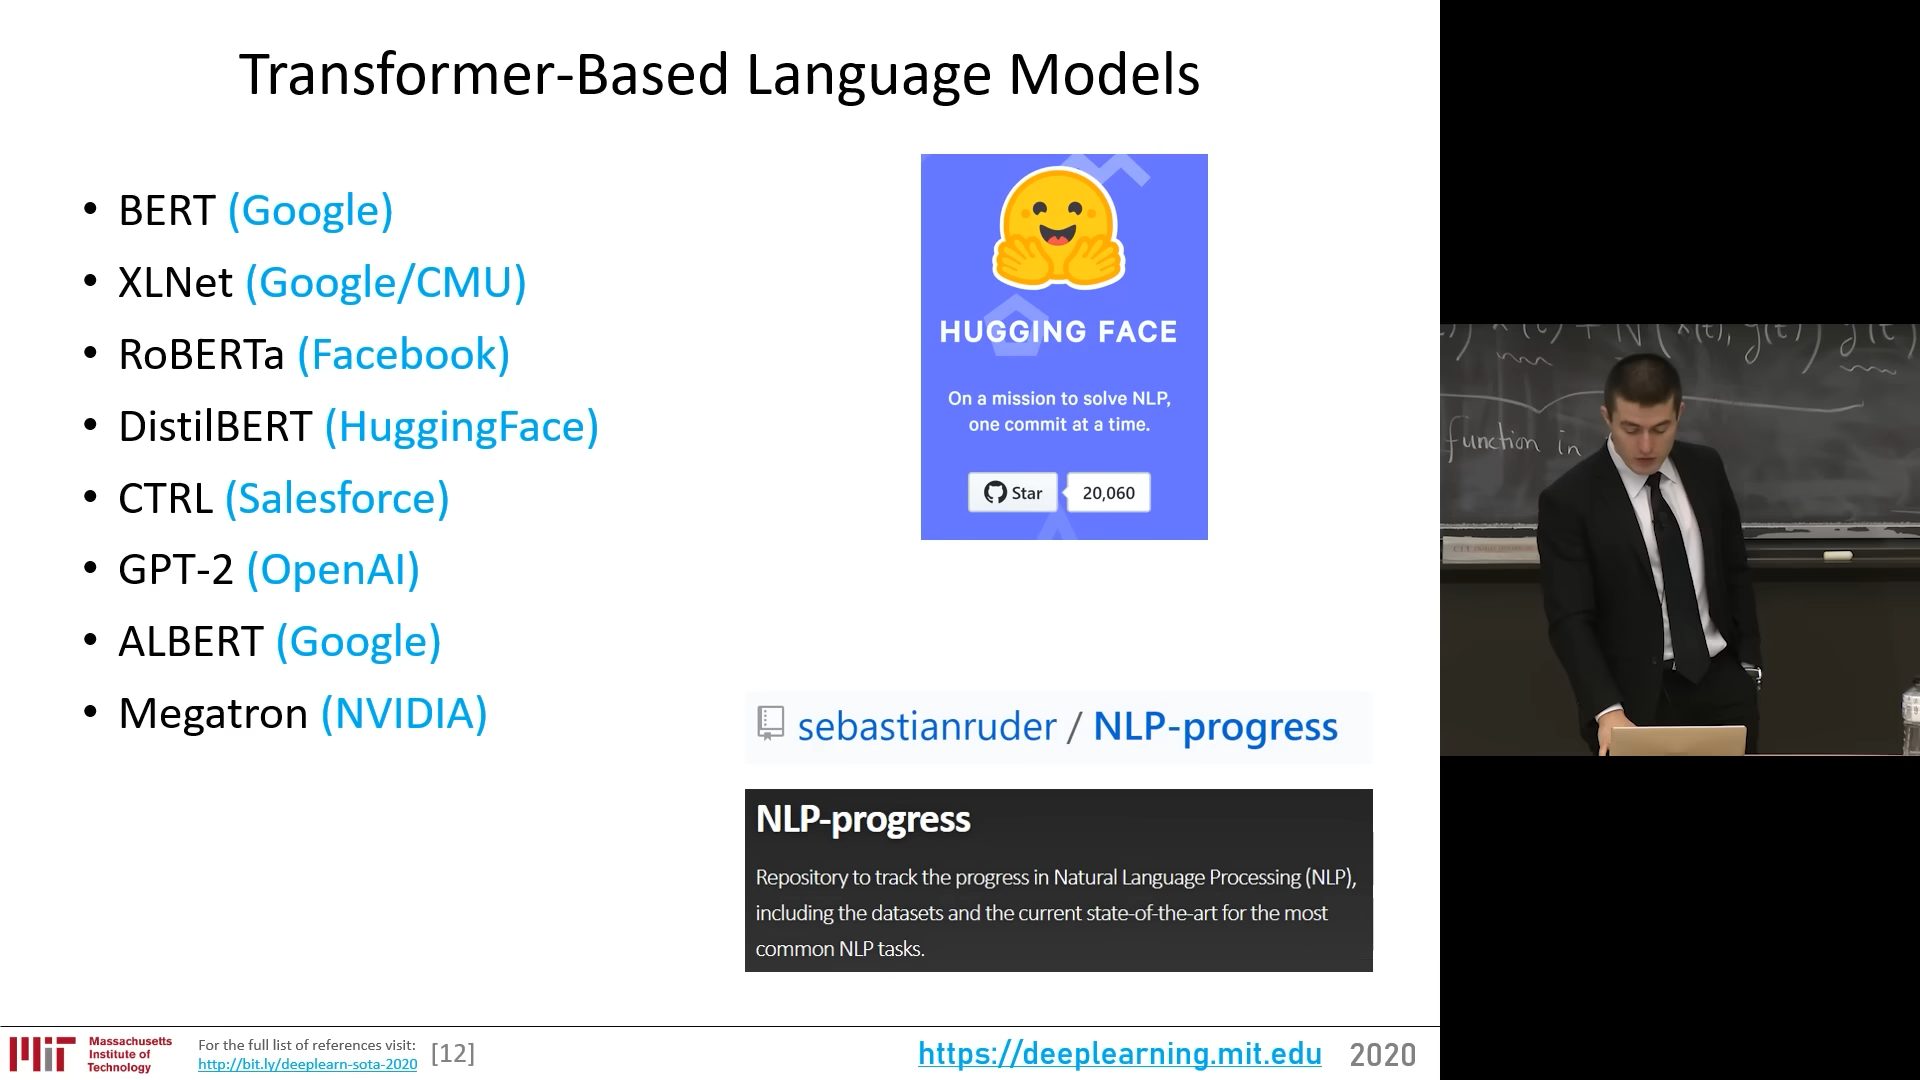 Transformer-Based Language Models
• BERT (Google)
• XLNet (Google/CMU)
• RoBERTa (Facebook)
• DistilBERT (HuggingFace)
• CTRL (Salesforce)
• GPT-2 (OpenAI)
• ALBERT (Google)
• Megatron (NVIDIA)
HUGGING FACE
On a mission to solve NLP,
one commit at a time.
Star 20,060
sebastianruder / NLP-progress
NLP-progress
Repository to track the progress in Natural Language Processing (NLP),
including the datasets and the current state-of-the-art for the most
common NLP tasks.
MIT
Massachusetts
Institute of
Technology
For the full list of references visit:
http://bit.ly/deeplearn-sota-2020
[12]
https://deeplearning.mit.edu 2020
function in